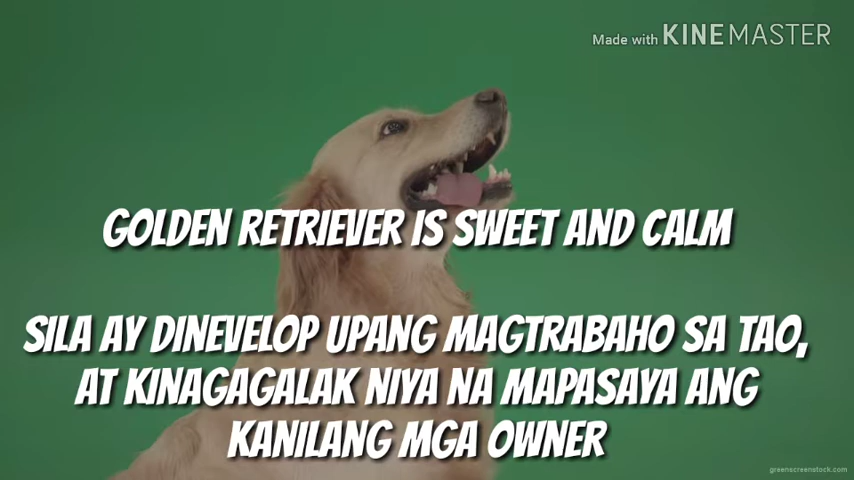 Made with KINEMASTER
GOLDEN RETRIEVER IS SWEET AND CALM
SILA AY DINEVELOP UPANG MAGTRABAHO SA TAO,
AT KINAGAGALAK NIYA NA MAPASAYA ANG
KANILANG MGA OWNER
greenscreenstock.com